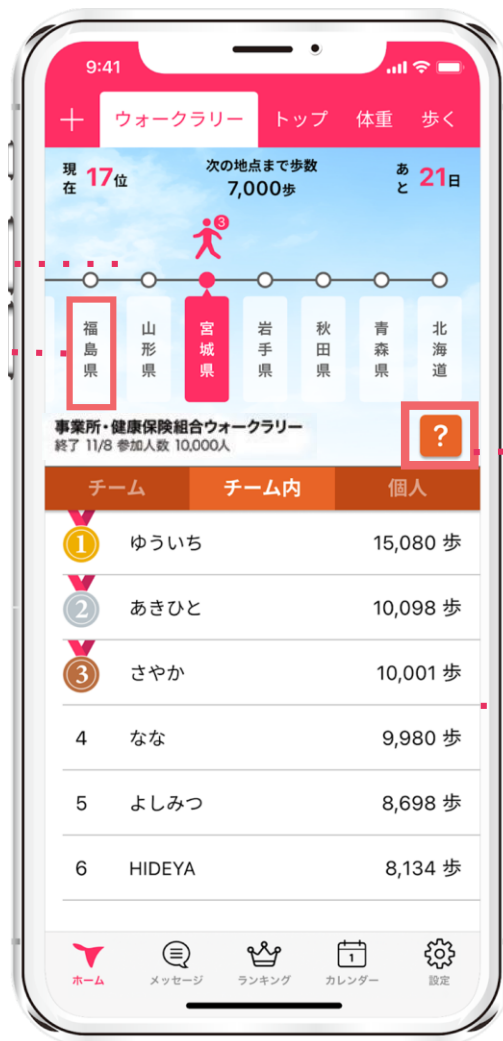 9:41
＋ ウォークラリー トップ 体重 歩く
現在 17位 次の地点まで歩数 7,000歩 あと 21日
3
福島県 山形県 宮城県 岩手県 秋田県 青森県 北海道
事業所・健康保険組合ウォークラリー
終了 11/8 参加人数 10,000人
?
チーム チーム内 個人
1 ゆういち 15,080 歩
2 あきひと 10,098 歩
3 さやか 10,001 歩
4 なな 9,980 歩
5 よしみつ 8,698 歩
6 HIDEYA 8,134 歩
1
ホーム メッセージ ランキング カレンダー 設定